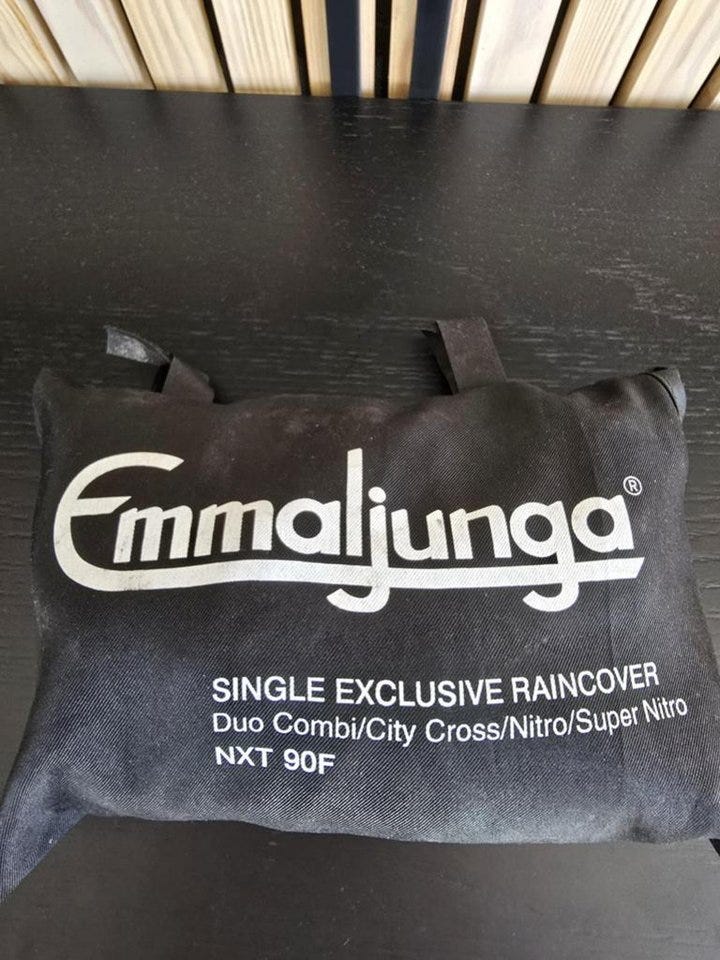 Emmaljunga®
SINGLE EXCLUSIVE RAINCOVER
Duo Combi/City Cross/Nitro/Super Nitro
NXT 90F